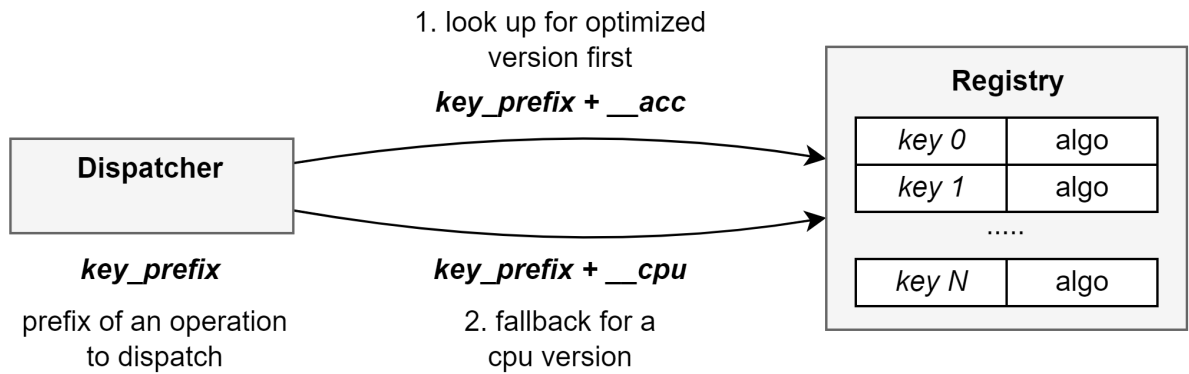 1. look up for optimized
version first
key_prefix + __acc
Dispatcher
key_prefix
prefix of an operation
to dispatch
key_prefix + __cpu
2. fallback for a
cpu version
Registry
key 0 algo
key 1 algo
.....
key N algo